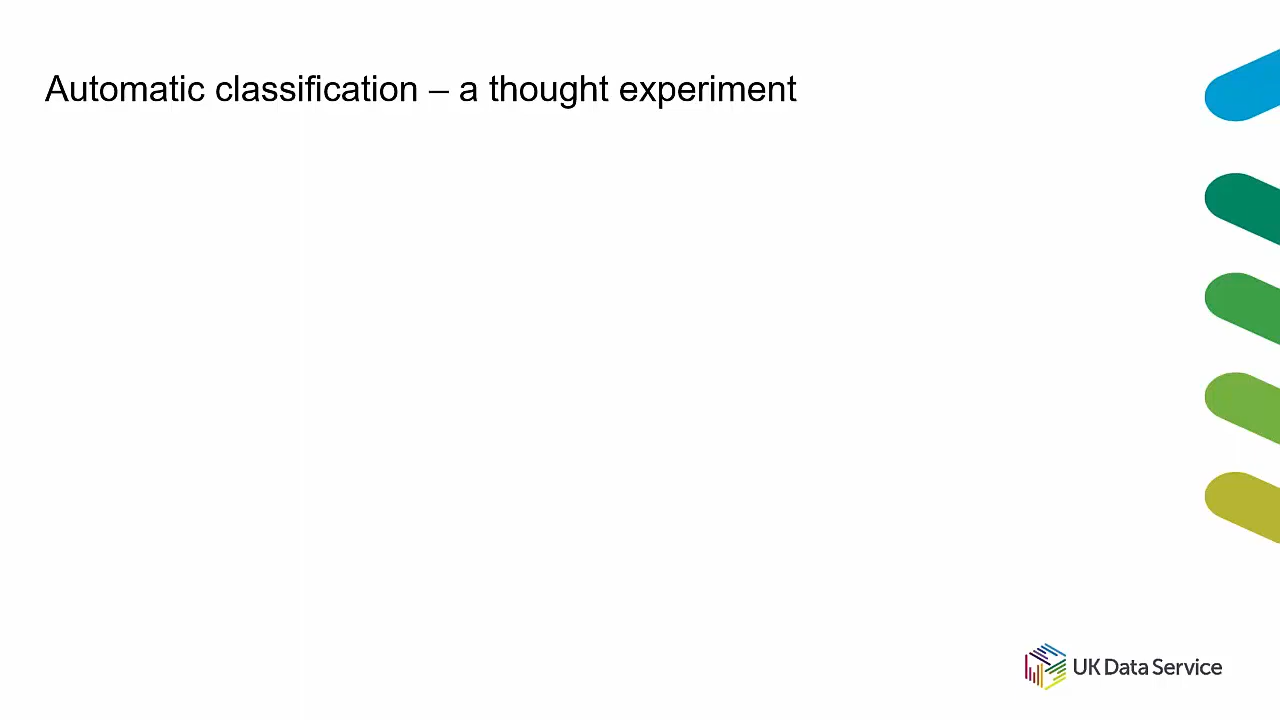 Automatic classification – a thought experiment
UK Data Service